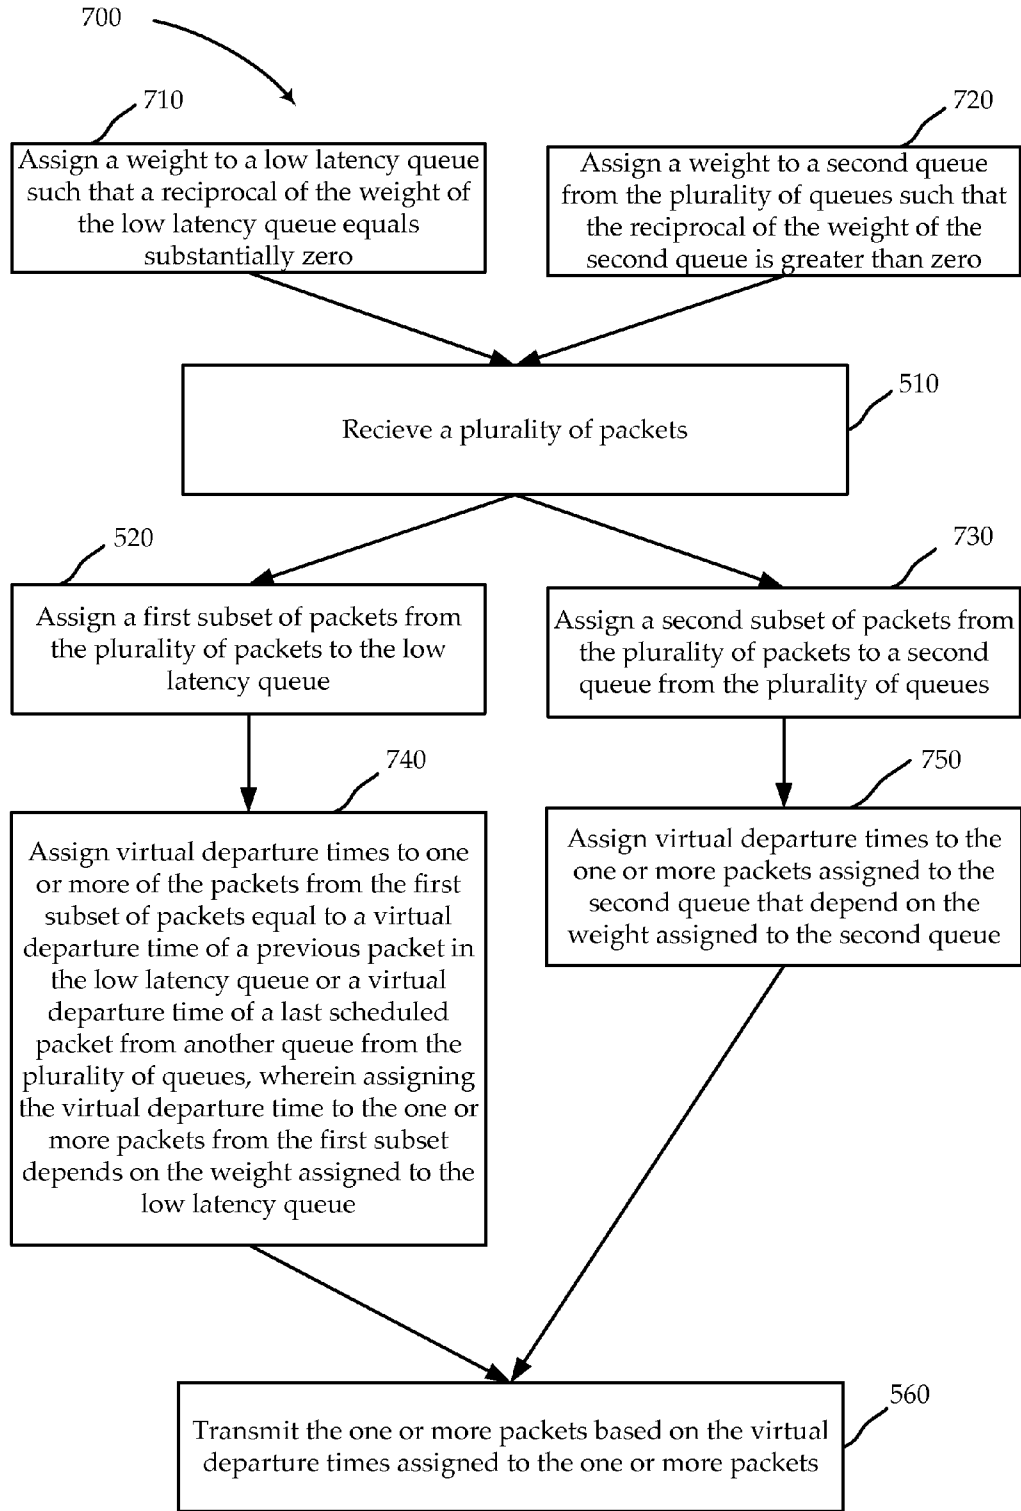 700
710
Assign a weight to a low latency queue
such that a reciprocal of the weight of
the low latency queue equals
substantially zero
720
Assign a weight to a second queue
from the plurality of queues such that
the reciprocal of the weight of the
second queue is greater than zero
510
Recieve a plurality of packets
520
Assign a first subset of packets from
the plurality of packets to the low
latency queue
730
Assign a second subset of packets from
the plurality of packets to a second
queue from the plurality of queues
740
Assign virtual departure times to one
or more of the packets from the first
subset of packets equal to a virtual
departure time of a previous packet in
the low latency queue or a virtual
departure time of a last scheduled
packet from another queue from the
plurality of queues, wherein assigning
the virtual departure time to the one or
more packets from the first subset
depends on the weight assigned to the
low latency queue
750
Assign virtual departure times to the
one or more packets assigned to the
second queue that depend on the
weight assigned to the second queue
560
Transmit the one or more packets based on the virtual
departure times assigned to the one or more packets